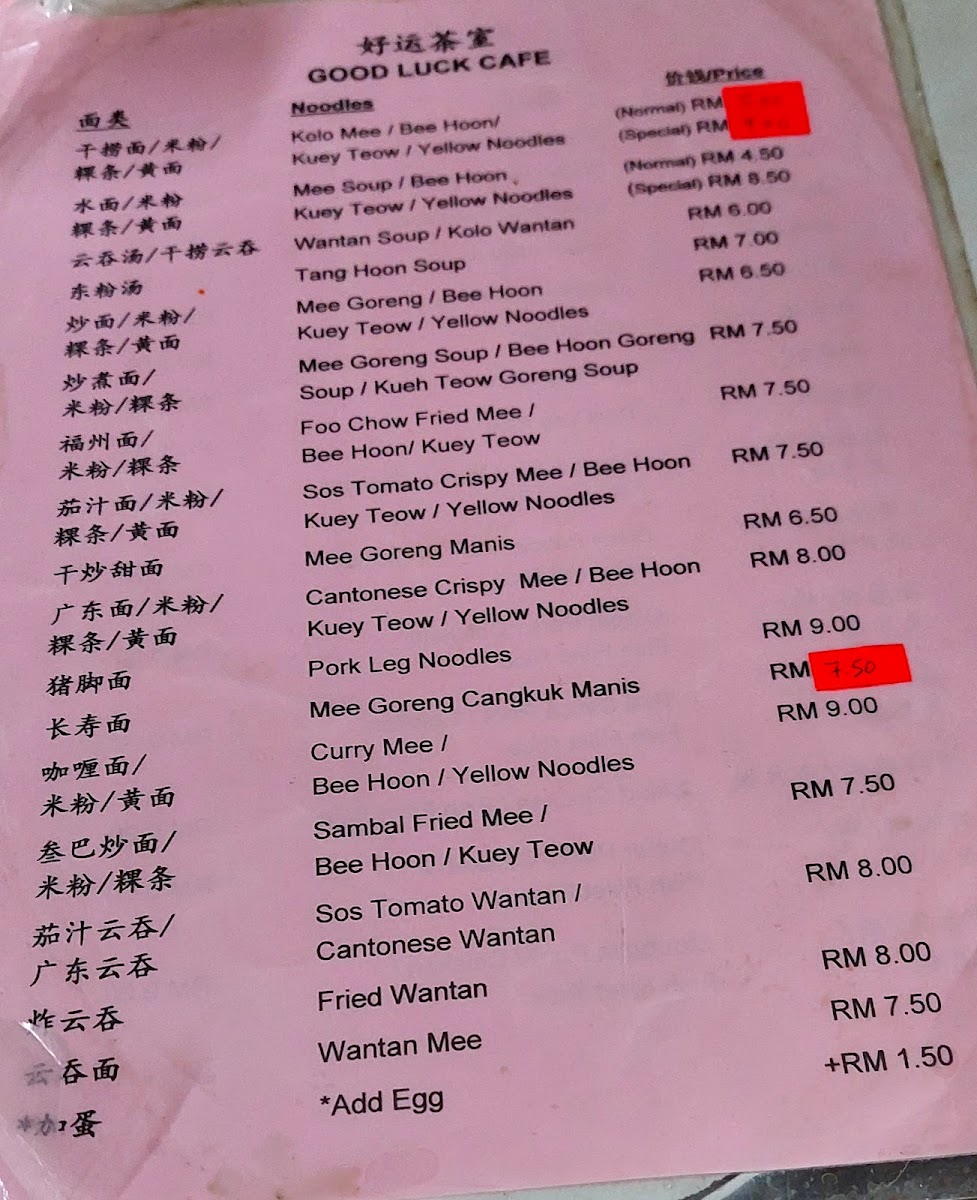 好运茶室
GOOD LUCK CAFE
面类 Noodles 价钱/Price
干捞面/米粉/ Kolo Mee / Bee Hoon/ (Normal) RM
粿条/黄面 Kuey Teow / Yellow Noodles (Special) RM
水面/米粉 Mee Soup / Bee Hoon (Normal) RM 4.50
粿条/黄面 Kuey Teow / Yellow Noodles (Special) RM 8.50
云吞汤/干捞云吞 Wantan Soup / Kolo Wantan RM 6.00
东粉汤 Tang Hoon Soup RM 7.00
炒面/米粉/ Mee Goreng / Bee Hoon RM 6.50
粿条/黄面 Kuey Teow / Yellow Noodles
炒煮面/ Mee Goreng Soup / Bee Hoon Goreng RM 7.50
米粉/粿条 Soup / Kueh Teow Goreng Soup
福州面/ Foo Chow Fried Mee / RM 7.50
米粉/粿条 Bee Hoon/ Kuey Teow
茄汁面/米粉/ Sos Tomato Crispy Mee / Bee Hoon RM 7.50
粿条/黄面 Kuey Teow / Yellow Noodles
干炒甜面 Mee Goreng Manis RM 6.50
广东面/米粉/ Cantonese Crispy Mee / Bee Hoon RM 8.00
粿条/黄面 Kuey Teow / Yellow Noodles
猪脚面 Pork Leg Noodles RM 9.00
长寿面 Mee Goreng Cangkuk Manis RM 7.50
咖喱面/ Curry Mee / RM 9.00
米粉/黄面 Bee Hoon / Yellow Noodles
叁巴炒面/ Sambal Fried Mee / RM 7.50
米粉/粿条 Bee Hoon / Kuey Teow
茄汁云吞/ Sos Tomato Wantan / RM 8.00
广东云吞 Cantonese Wantan
炸云吞 Fried Wantan RM 8.00
云吞面 Wantan Mee RM 7.50
*加蛋 *Add Egg +RM 1.50